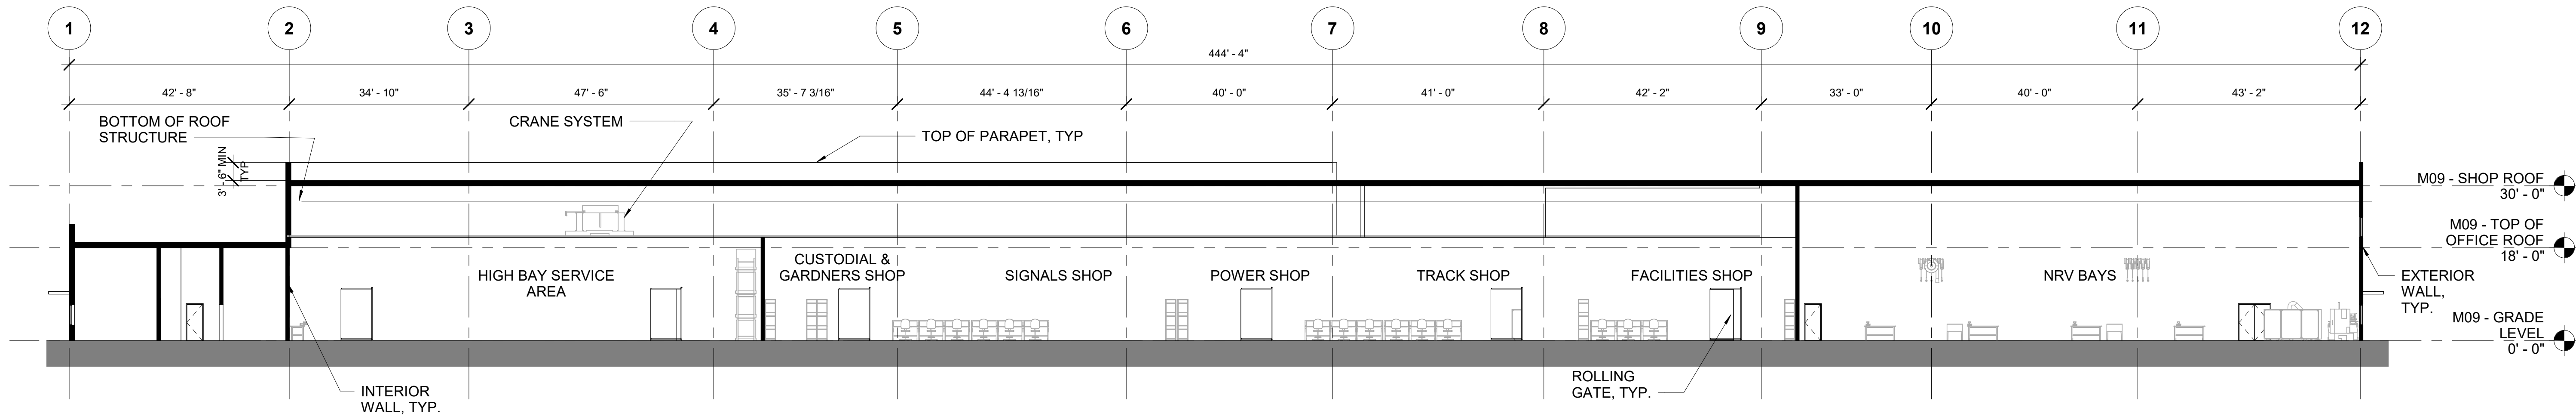 1
2
3
4
5
6
7
8
9
10
11
12
444' - 4"
42' - 8"
34' - 10"
47' - 6"
35' - 7 3/16"
44' - 4 13/16"
40' - 0"
41' - 0"
42' - 2"
33' - 0"
40' - 0"
43' - 2"
BOTTOM OF ROOF
STRUCTURE
CRANE SYSTEM
TOP OF PARAPET, TYP
3' - 6" MIN
TYP
M09 - SHOP ROOF
30' - 0"
M09 - TOP OF
OFFICE ROOF
18' - 0"
HIGH BAY SERVICE
AREA
CUSTODIAL &
GARDNERS SHOP
SIGNALS SHOP
POWER SHOP
TRACK SHOP
FACILITIES SHOP
NRV BAYS
EXTERIOR
WALL,
TYP.
M09 - GRADE
LEVEL
0' - 0"
INTERIOR
WALL, TYP.
ROLLING
GATE, TYP.